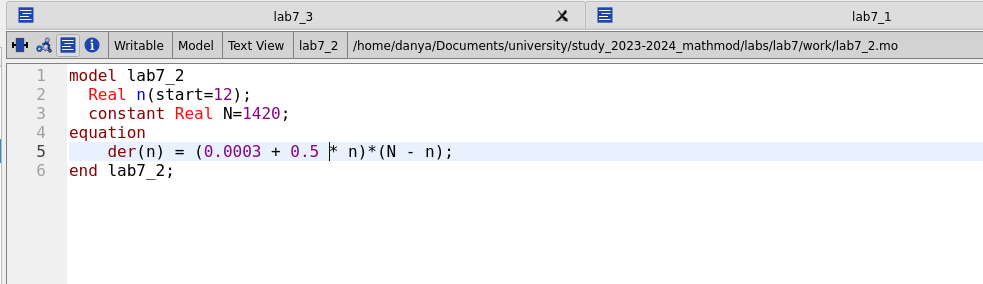 lab7_3
lab7_1
Writable Model Text View lab7_2 /home/danya/Documents/university/study_2023-2024_mathmod/labs/lab7/work/lab7_2.mo
1 model lab7_2
2   Real n(start=12);
3   constant Real N=1420;
4 equation
5     der(n) = (0.0003 + 0.5 * n)*(N - n);
6 end lab7_2;